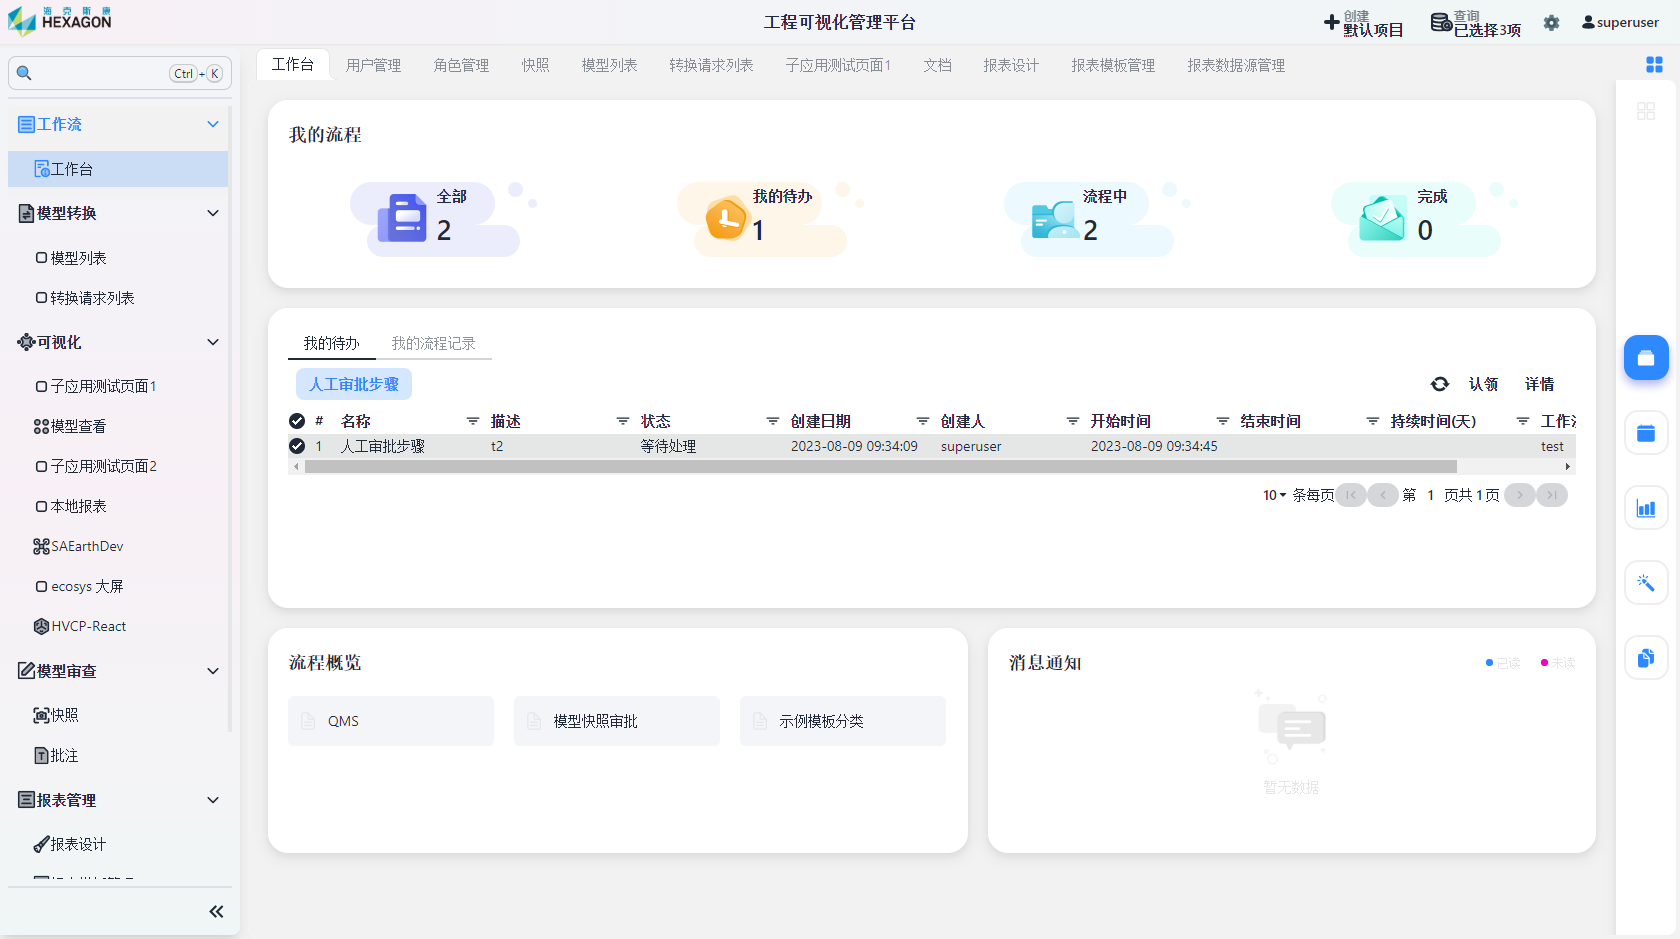 海克斯康
HEXAGON
工程可视化管理平台
创建
默认项目
查询
已选择3项
superuser
Ctrl + K
工作台
用户管理
角色管理
快照
模型列表
转换请求列表
子应用测试页面1
文档
报表设计
报表模板管理
报表数据源管理
工作流
工作台
模型转换
模型列表
转换请求列表
可视化
子应用测试页面1
模型查看
子应用测试页面2
本地报表
SAEarthDev
ecosys 大屏
HVCP-React
模型审查
快照
批注
报表管理
报表设计
我的流程
全部
2
我的待办
1
流程中
2
完成
0
我的待办
我的流程记录
人工审批步骤
认领
详情
# 名称 描述 状态 创建日期 创建人 开始时间 结束时间 持续时间(天) 工作
1 人工审批步骤 t2 等待处理 2023-08-09 09:34:09 superuser 2023-08-09 09:34:45 test
10 条每页 第 1 页共1页
流程概览
QMS
模型快照审批
示例模板分类
消息通知
已读
未读
暂无数据